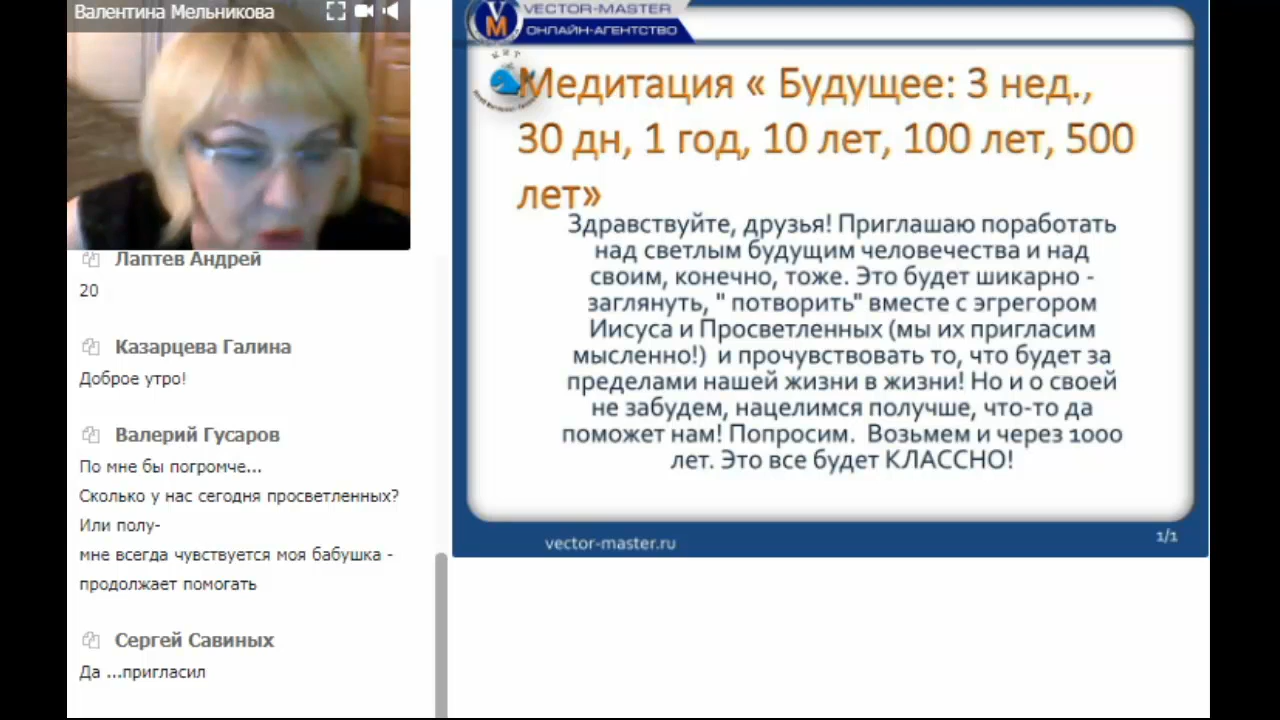 Валентина Мельникова
Лаптев Андрей
20
Казарцева Галина
Доброе утро!
Валерий Гусаров
По мне бы погромче...
Сколько у нас сегодня просветленных?
Или полу-
мне всегда чувствуется моя бабушка -
продолжает помогать
Сергей Савиных
Да ...пригласил
VM
VECTOR-MASTER
ОНЛАЙН-АГЕНТСТВО
Медитация « Будущее: 3 нед.,
30 дн, 1 год, 10 лет, 100 лет, 500
лет»
Здравствуйте, друзья! Приглашаю поработать
над светлым будущим человечества и над
своим, конечно, тоже. Это будет шикарно -
заглянуть, " потворить" вместе с эгрегором
Иисуса и Просветленных (мы их пригласим
мысленно!) и прочувствовать то, что будет за
пределами нашей жизни в жизни! Но и о своей
не забудем, нацелимся получше, что-то да
поможет нам! Попросим. Возьмем и через 1000
лет. Это все будет КЛАССНО!
vector-master.ru
1/1